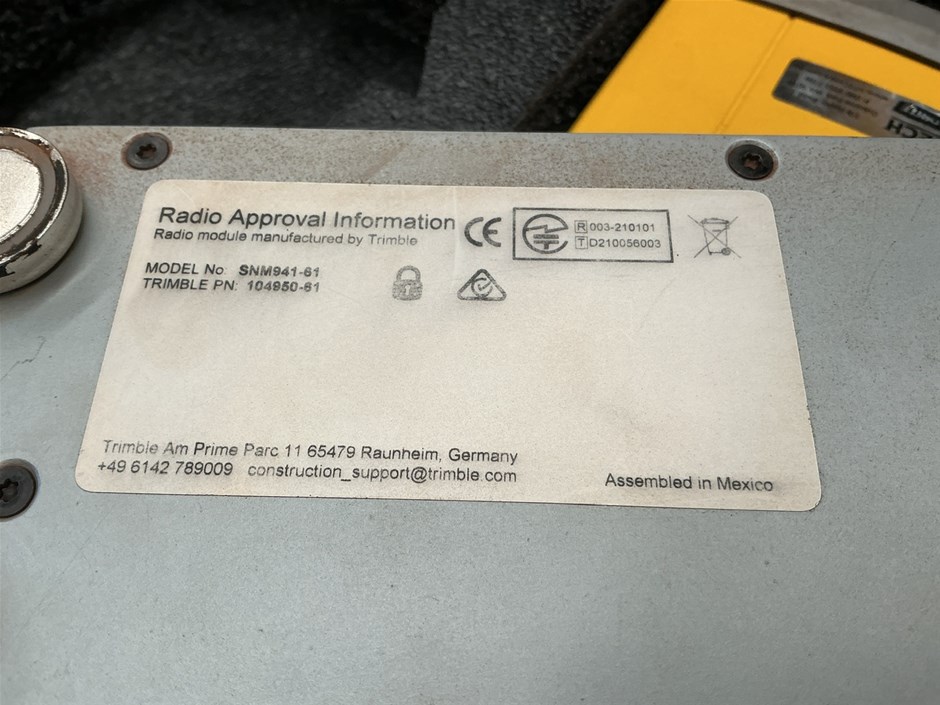 Radio Approval Information
Radio module manufactured by Trimble
CE
R 003-210101
T D210056003
MODEL No: SNM941-61
TRIMBLE PN: 104950-61
Trimble Am Prime Parc 11 65479 Raunheim, Germany
+49 6142 789009 construction_support@trimble.com
Assembled in Mexico